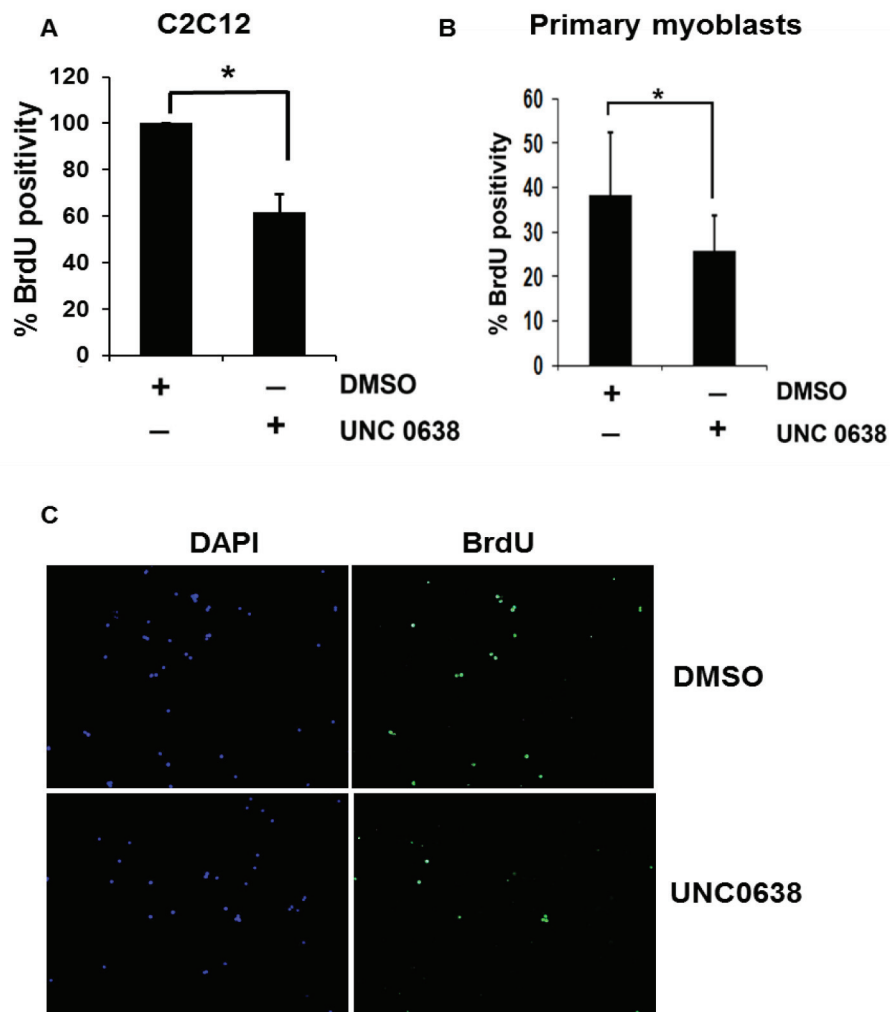 A
C2C12
% BrdU positivity
120
100
80
60
40
20
0
*
+ – DMSO
– + UNC 0638
B
Primary myoblasts
% BrdU positivity
60
50
40
30
20
10
0
*
+ – DMSO
– + UNC 0638
C
DAPI BrdU
DMSO
UNC0638